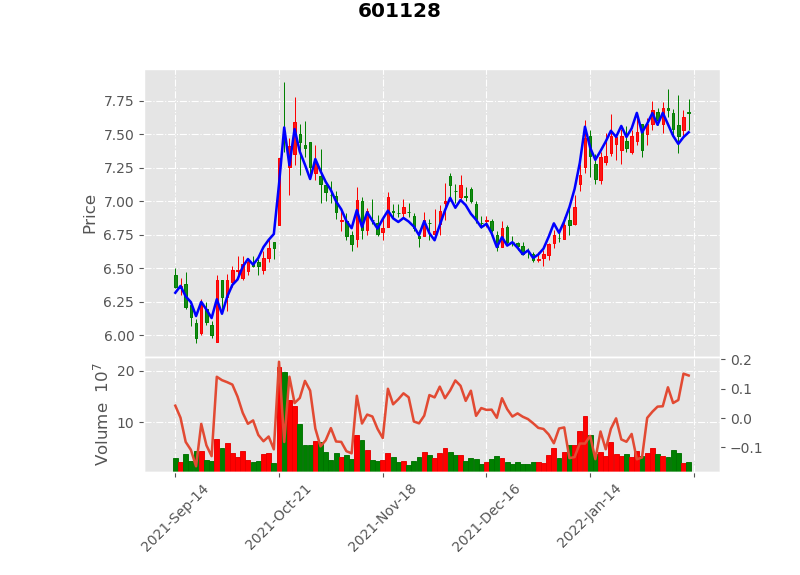 601128
Price
7.75
7.50
7.25
7.00
6.75
6.50
6.25
6.00
Volume 10^7
20
10
0.2
0.1
0.0
−0.1
2021-Sep-14
2021-Oct-21
2021-Nov-18
2021-Dec-16
2022-Jan-14